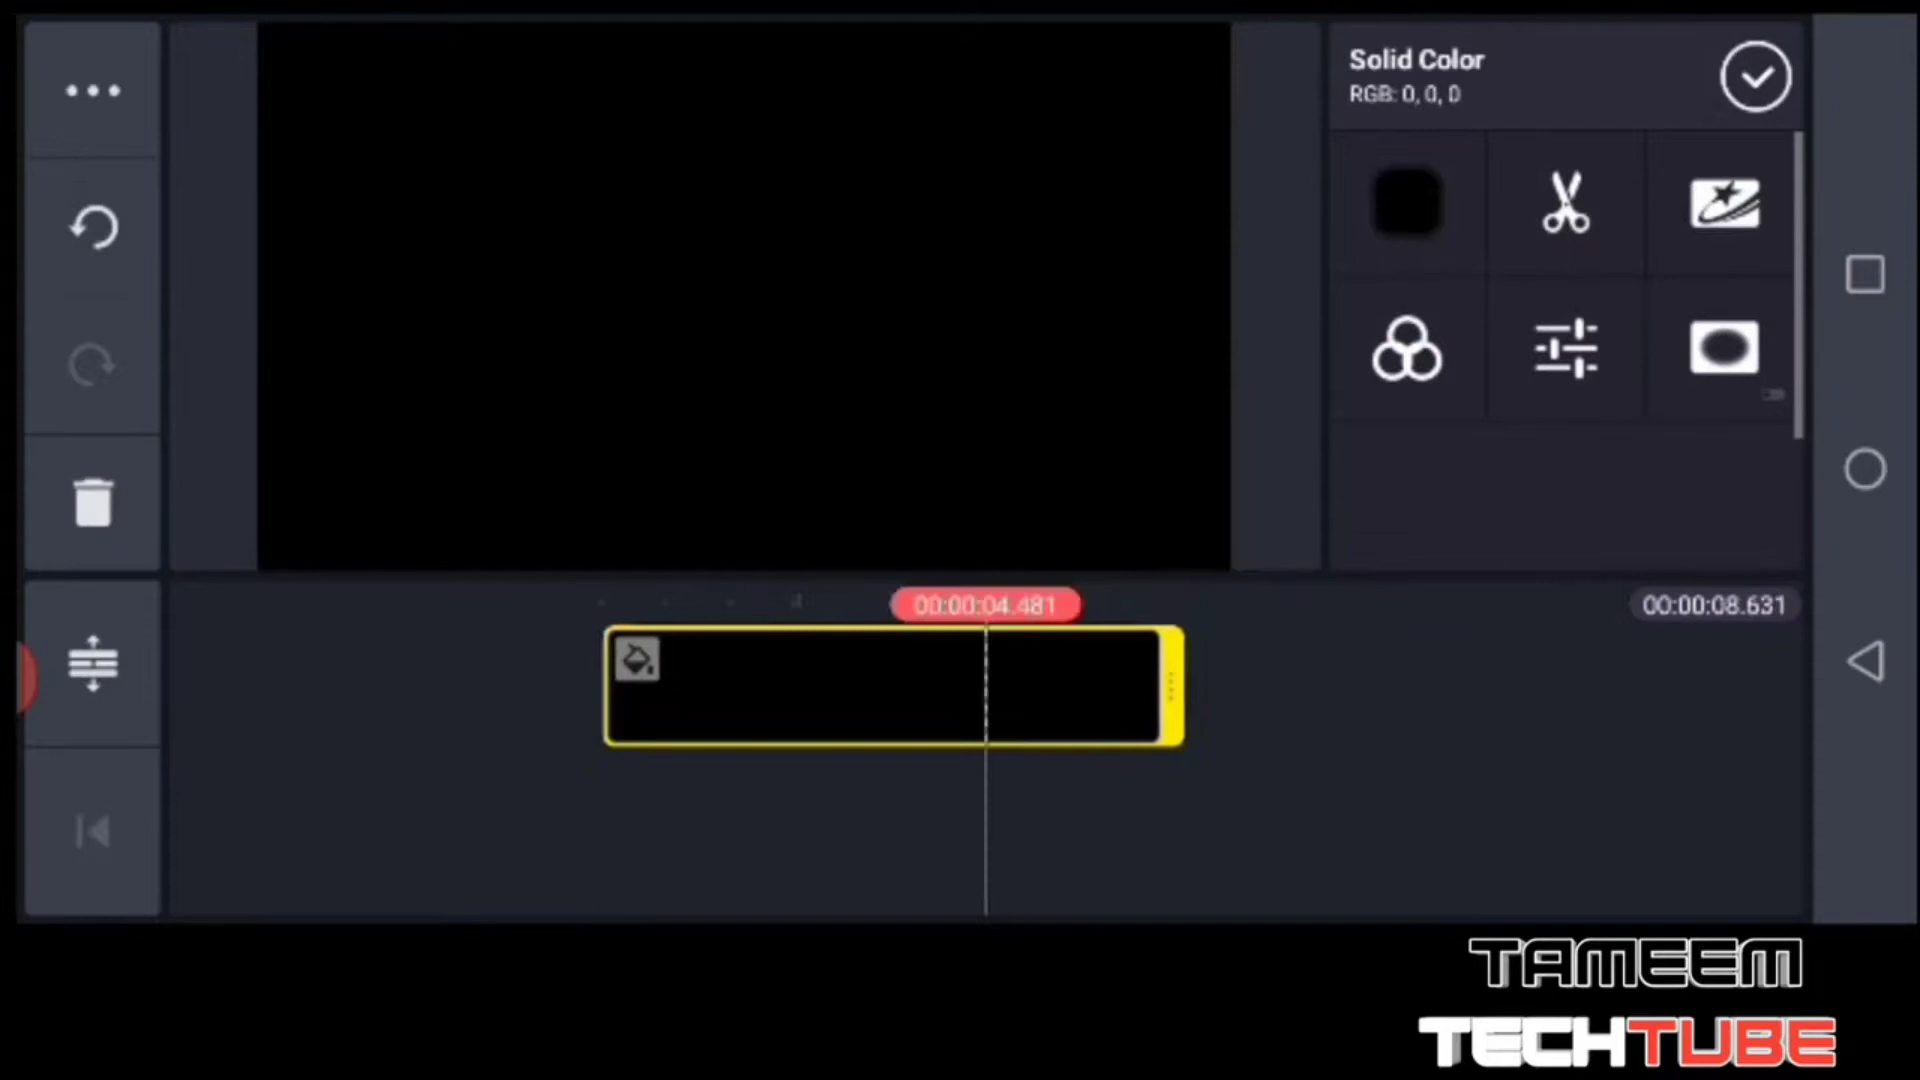 Solid Color
RGB: 0, 0, 0
00:00:04.481
00:00:08.631
TAMEEM
TECHTUBE